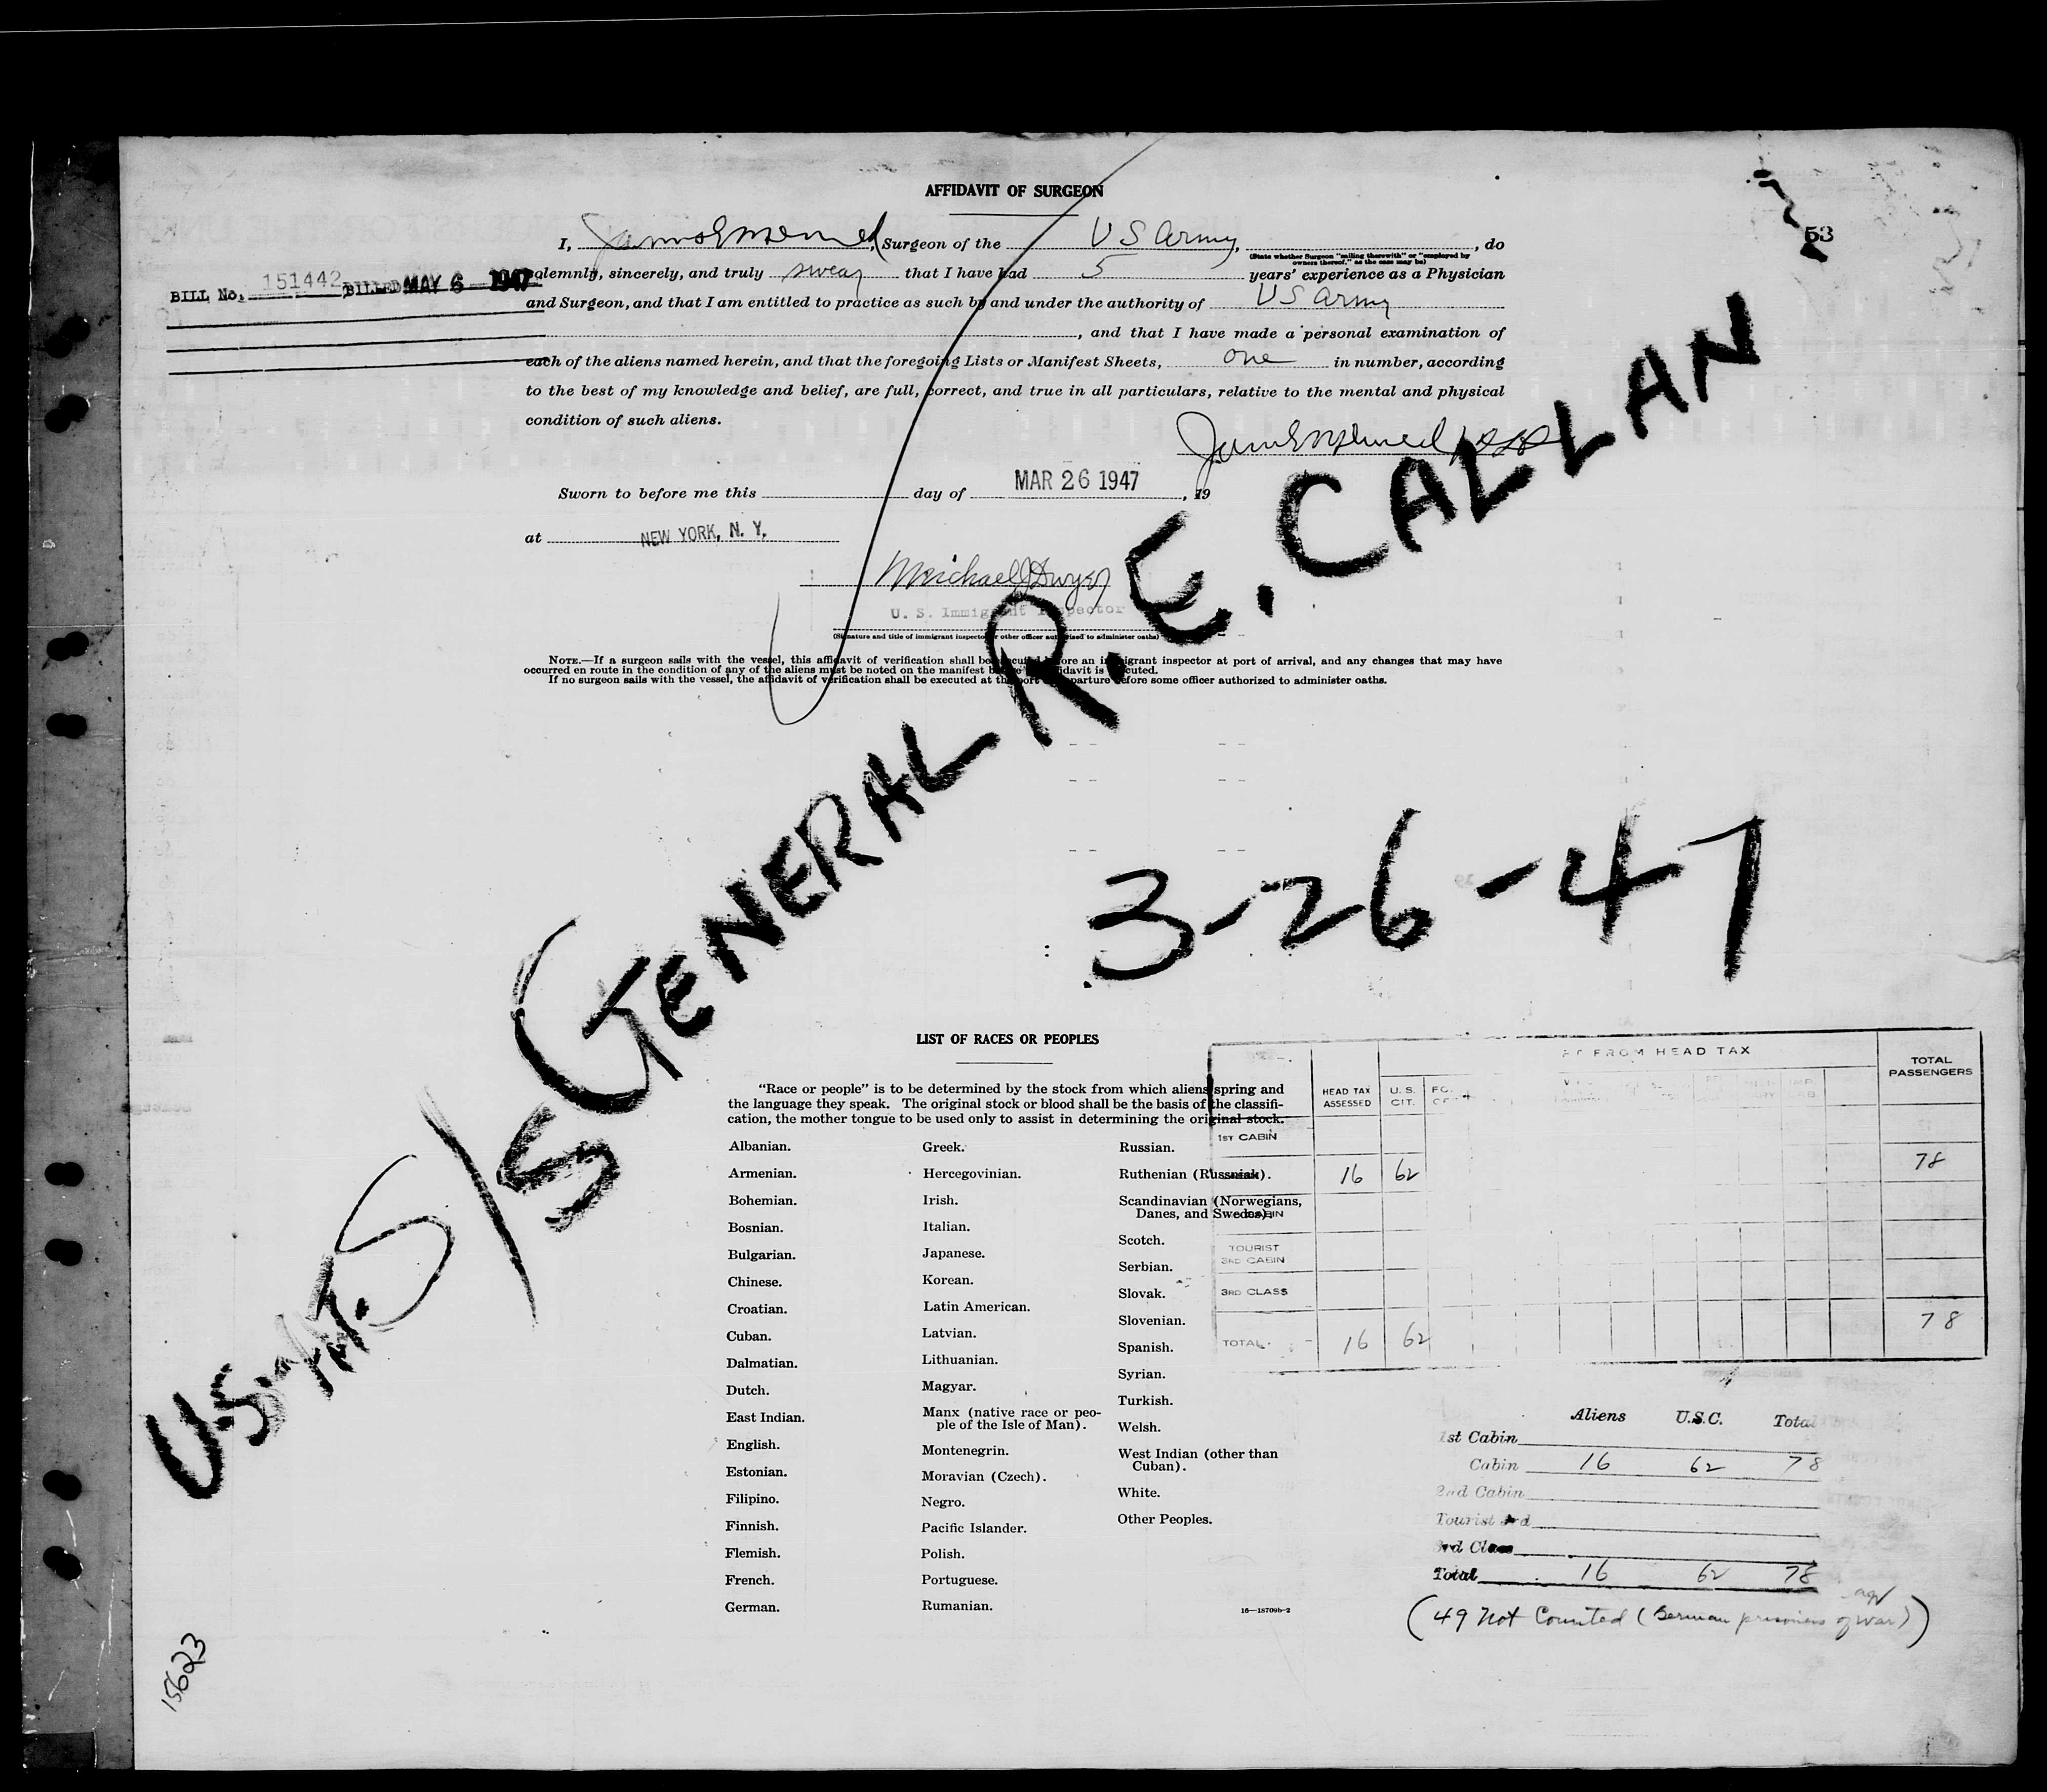 AFFIDAVIT OF SURGEON
53
I, Surgeon of the US Army, , do
(State whether Surgeon "sailing therewith" or "employed by owners thereof," as the case may be)
BILL No. 151442 BILLED MAY 6 1947
solemnly, sincerely, and truly swear that I have had 5 years' experience as a Physician
and Surgeon, and that I am entitled to practice as such by and under the authority of US Army
, and that I have made a personal examination of
each of the aliens named herein, and that the foregoing Lists or Manifest Sheets, one in number, according
to the best of my knowledge and belief, are full, correct, and true in all particulars, relative to the mental and physical
condition of such aliens.
Sworn to before me this day of MAR 26 1947, 19
at NEW YORK, N. Y.
Michael J Dwyer
U. S. Immigrant Inspector
(Signature and title of immigrant inspector or other officer authorized to administer oaths)
NOTE.—If a surgeon sails with the vessel, this affidavit of verification shall be executed before an immigrant inspector at port of arrival, and any changes that may have
occurred en route in the condition of any of the aliens must be noted on the manifest before the affidavit is executed.
If no surgeon sails with the vessel, the affidavit of verification shall be executed at the port of departure before some officer authorized to administer oaths.
U.S.A.T. S/S GENERAL R.E. CALLAN
3-26-47
LIST OF RACES OR PEOPLES
"Race or people" is to be determined by the stock from which aliens spring and
the language they speak. The original stock or blood shall be the basis of the classifi-
cation, the mother tongue to be used only to assist in determining the original stock.
Albanian.
Armenian.
Bohemian.
Bosnian.
Bulgarian.
Chinese.
Croatian.
Cuban.
Dalmatian.
Dutch.
East Indian.
English.
Estonian.
Filipino.
Finnish.
Flemish.
French.
German.
Greek.
Hercegovinian.
Irish.
Italian.
Japanese.
Korean.
Latin American.
Latvian.
Lithuanian.
Magyar.
Manx (native race or peo-
ple of the Isle of Man).
Montenegrin.
Moravian (Czech).
Negro.
Pacific Islander.
Polish.
Portuguese.
Rumanian.
Russian.
Ruthenian (Russniak).
Scandinavian (Norwegians,
Danes, and Swedes).
Scotch.
Serbian.
Slovak.
Slovenian.
Spanish.
Syrian.
Turkish.
Welsh.
West Indian (other than
Cuban).
White.
Other Peoples.
16—18709b-2
FROM HEAD TAX
HEAD TAX ASSESSED U. S. CIT. TOTAL PASSENGERS
1ST CABIN
16 62 78
CABIN
TOURIST 3RD CABIN
3RD CLASS
TOTAL 16 62 78
Aliens U.S.C. Total
1st Cabin
Cabin 16 62 78
2nd Cabin
Tourist 3rd
3rd Class
Total 16 62 78
(49 Not Counted (German prisoners of war))
15623